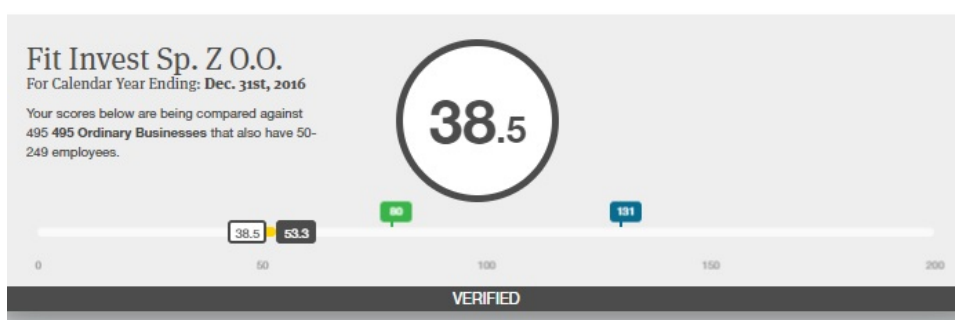 Fit Invest Sp. Z O.O.
For Calendar Year Ending: Dec. 31st, 2016
Your scores below are being compared against
495 495 Ordinary Businesses that also have 50-
249 employees.
38.5
80
131
38.5
53.3
0
50
100
150
200
VERIFIED